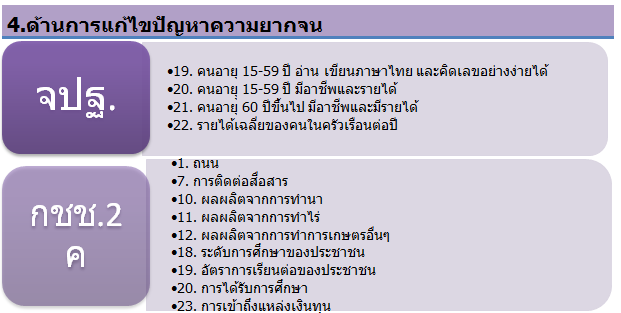 4.ด้านการแก้ไขปัญหาความยากจน
จปฐ.
•19. คนอายุ 15-59 ปี อ่าน เขียนภาษาไทย และคิดเลขอย่างง่ายได้
•20. คนอายุ 15-59 ปี มีอาชีพและรายได้
•21. คนอายุ 60 ปีขึ้นไป มีอาชีพและมีรายได้
•22. รายได้เฉลี่ยของคนในครัวเรือนต่อปี
กชช.2
ค
•1. ถนน
•7. การติดต่อสื่อสาร
•10. ผลผลิตจากการทำนา
•11. ผลผลิตจากการทำไร่
•12. ผลผลิตจากการทำการเกษตรอื่นๆ
•18. ระดับการศึกษาของประชาชน
•19. อัตราการเรียนต่อของประชาชน
•20. การได้รับการศึกษา
•23. การเข้าถึงแหล่งเงินทุน